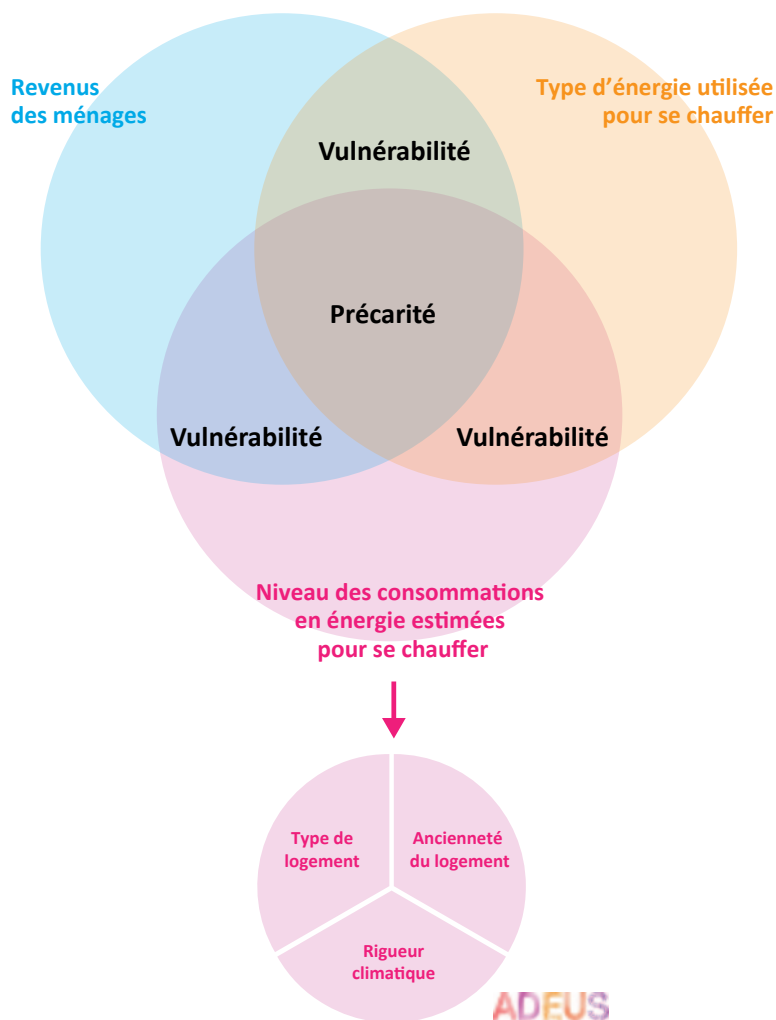 Revenus
des ménages
Type d’énergie utilisée
pour se chauffer
Vulnérabilité
Précarité
Vulnérabilité
Vulnérabilité
Niveau des consommations
en énergie estimées
pour se chauffer
Type de
logement
Ancienneté
du logement
Rigueur
climatique
ADEUS